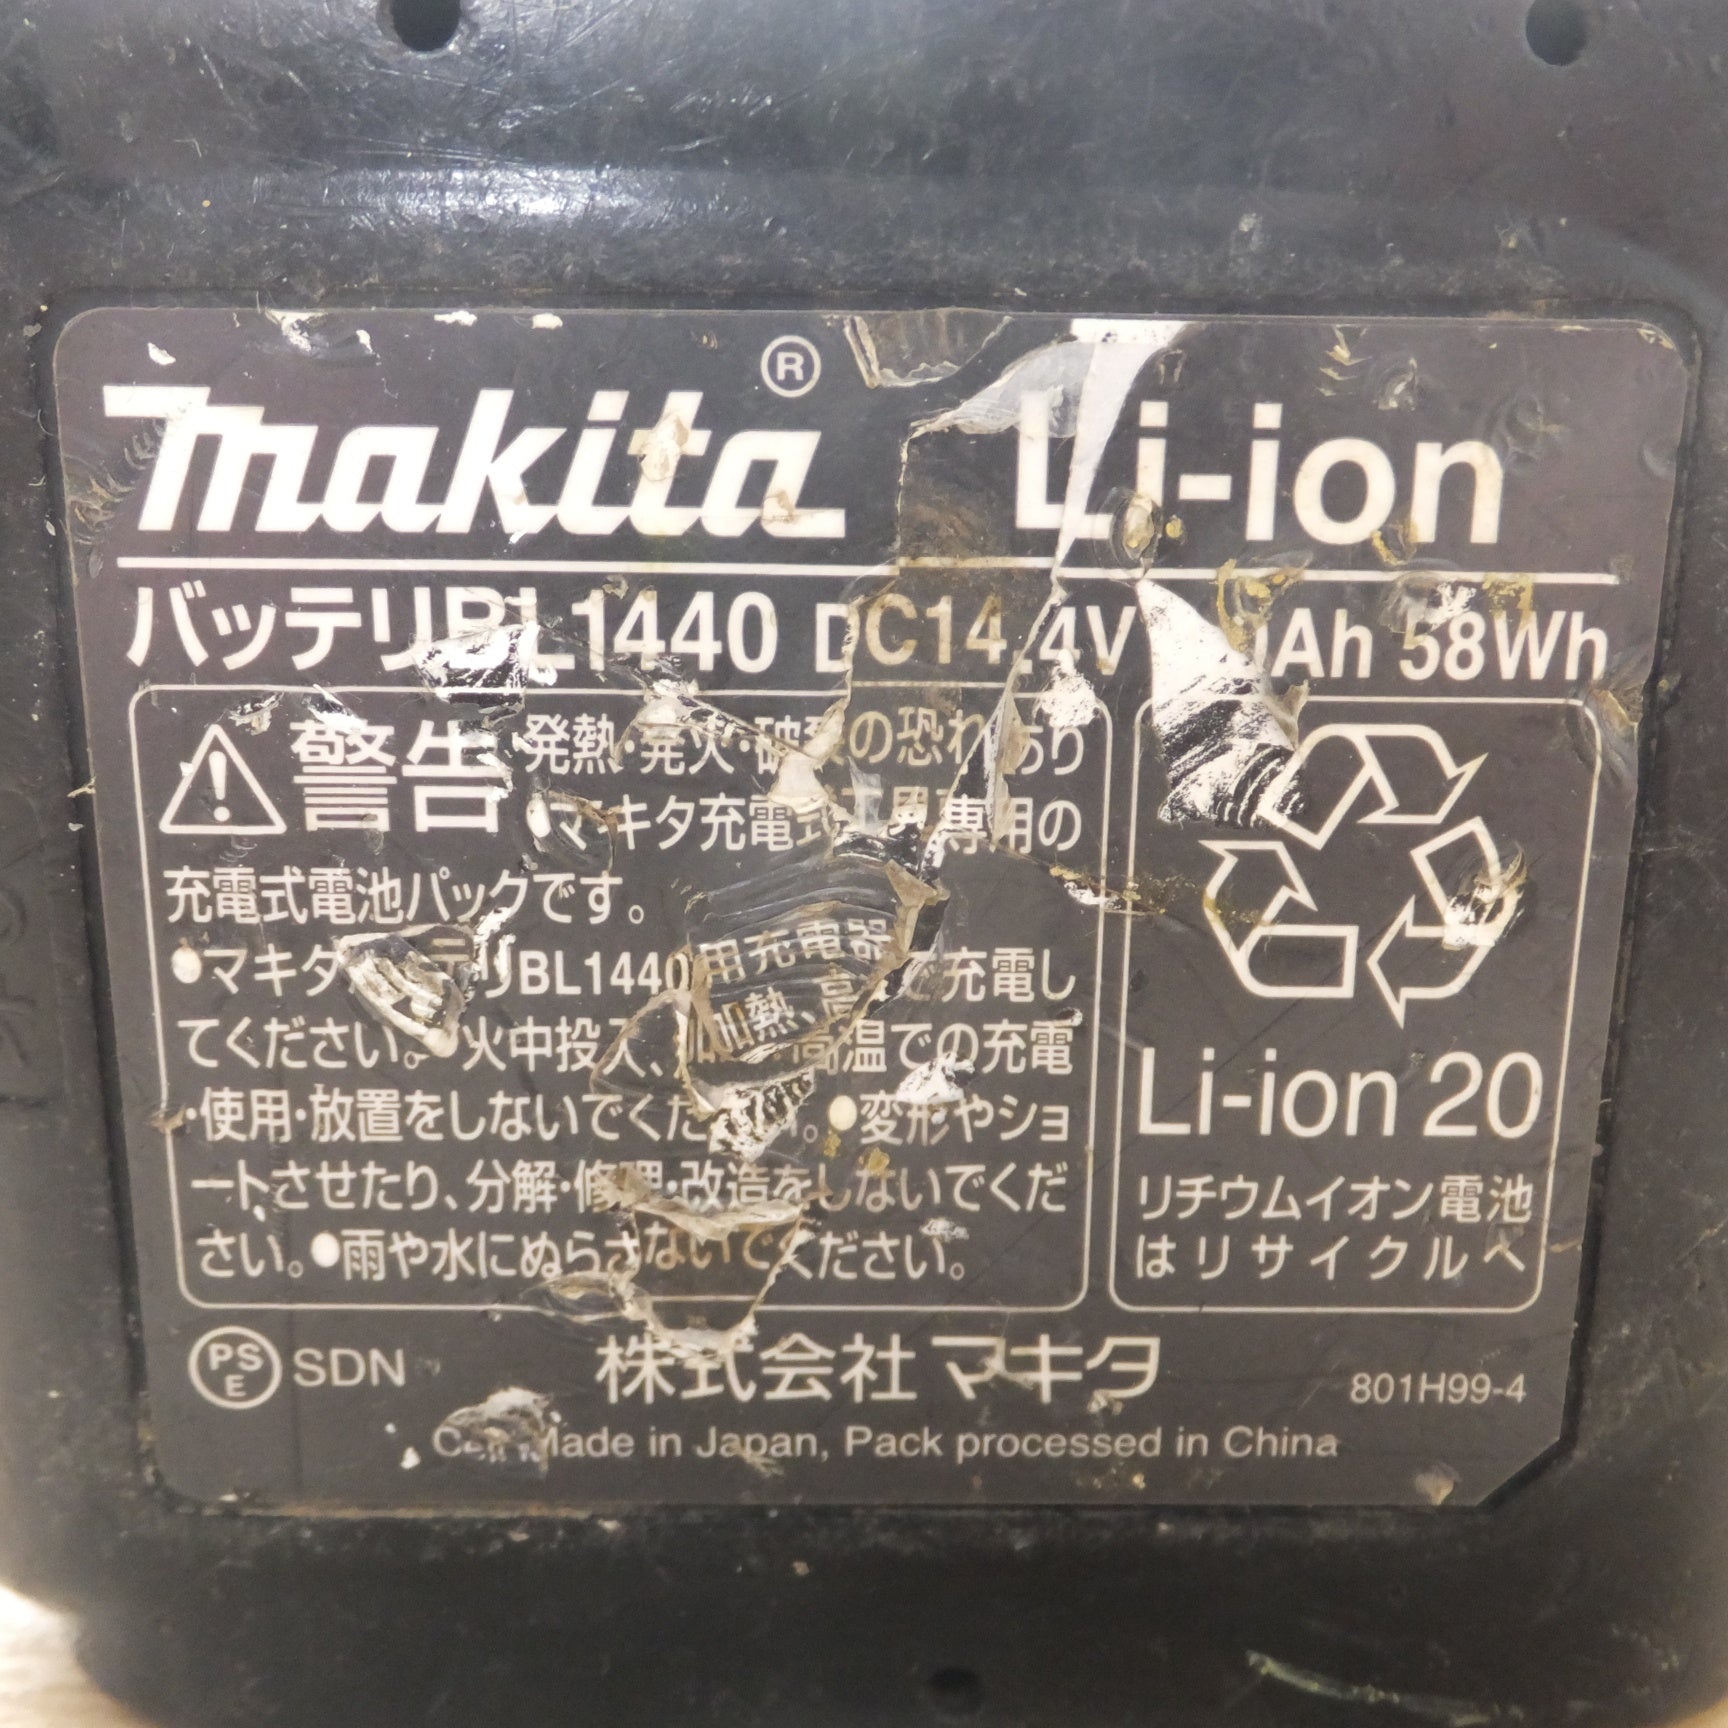 makita® Li-ion
バッテリBL1440 DC14.4V Ah 58Wh
警告 ・発熱・発火・破裂の恐れあり
マキタ充電式工具専用の
充電式電池パックです。
●マキタバッテリBL1440用充電器で充電し
てください。●火中投入、加熱、高温での充電
・使用・放置をしないでください。●変形やショ
ートさせたり、分解・修理・改造をしないでくだ
さい。●雨や水にぬらさないでください。
Li-ion 20
リチウムイオン電池
はリサイクルへ
PSE SDN
株式会社マキタ
801H99-4
Cell Made in Japan, Pack processed in China